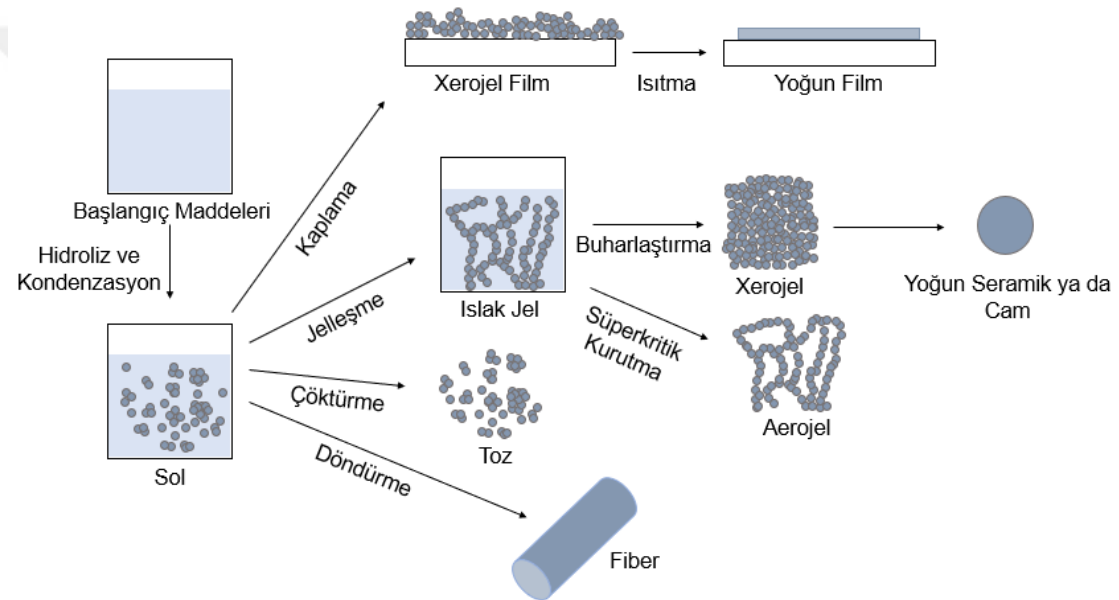 Xerojel Film
Isıtma
Yoğun Film
Başlangıç Maddeleri
Hidroliz ve
Kondenzasyon
Kaplama
Jelleşme
Islak Jel
Buharlaştırma
Xerojel
Yoğun Seramik ya da
Cam
Süperkritik
Kurutma
Aerojel
Çöktürme
Toz
Sol
Döndürme
Fiber